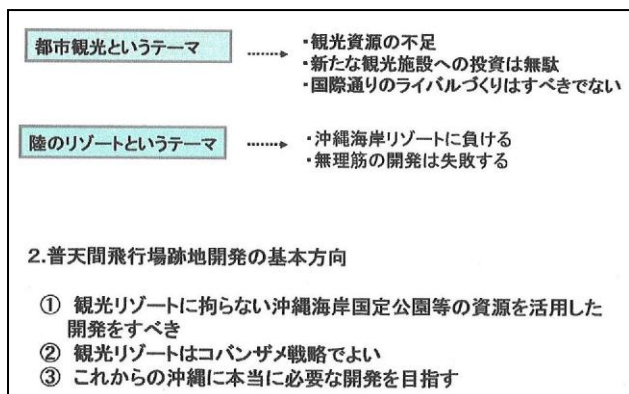 都市観光というテーマ
・観光資源の不足
・新たな観光施設への投資は無駄
・国際通りのライバルづくりはすべきでない
陸のリゾートというテーマ
・沖縄海岸リゾートに負ける
・無理筋の開発は失敗する
2.普天間飛行場跡地開発の基本方向
① 観光リゾートに拘らない沖縄海岸国定公園等の資源を活用した
開発をすべき
② 観光リゾートはコバンザメ戦略でよい
③ これからの沖縄に本当に必要な開発を目指す